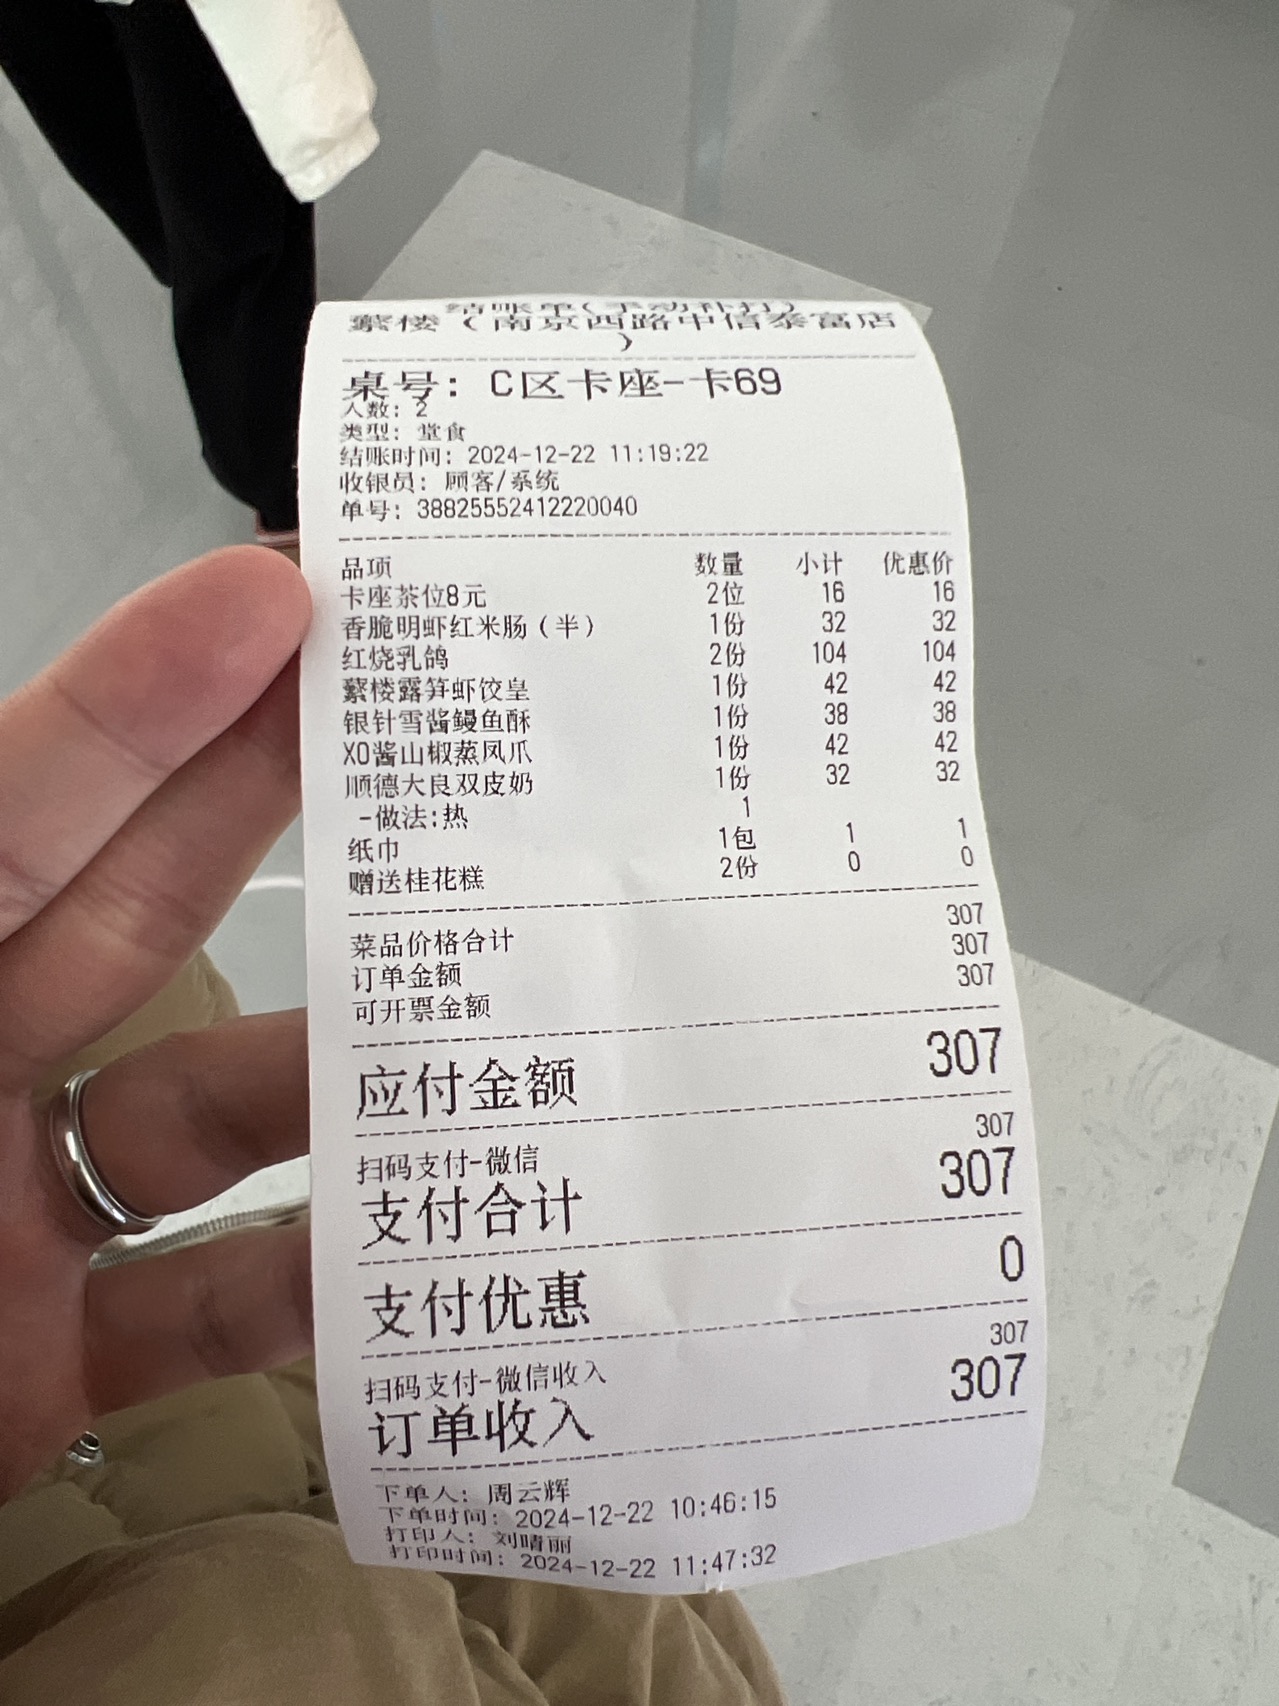 结账单(手动补打)
蘩楼（南京西路中信泰富店
）
桌号: C区卡座-卡69
人数: 2
类型: 堂食
结账时间: 2024-12-22 11:19:22
收银员: 顾客/系统
单号: 38825552412220040
品项 数量 小计 优惠价
卡座茶位8元 2位 16 16
香脆明虾红米肠（半） 1份 32 32
红烧乳鸽 2份 104 104
蘩楼露笋虾饺皇 1份 42 42
银针雪酱鳗鱼酥 1份 38 38
XO酱山椒蒸凤爪 1份 42 42
顺德大良双皮奶 1份 32 32
-做法:热 1
纸巾 1包 1 1
赠送桂花糕 2份 0 0
菜品价格合计 307
订单金额 307
可开票金额 307
应付金额 307
扫码支付-微信 307
支付合计 307
支付优惠 0
扫码支付-微信收入 307
订单收入 307
下单人: 周云辉
下单时间: 2024-12-22 10:46:15
打印人: 刘晴丽
打印时间: 2024-12-22 11:47:32